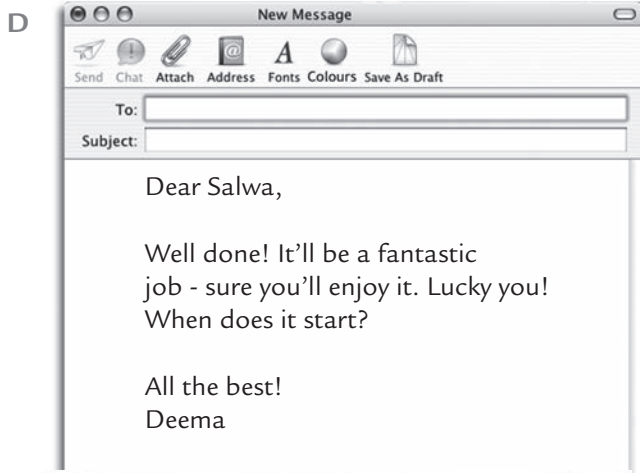 D
New Message
Send Chat Attach Address Fonts Colours Save As Draft
To:
Subject:
Dear Salwa,
Well done! It'll be a fantastic
job - sure you'll enjoy it. Lucky you!
When does it start?
All the best!
Deema